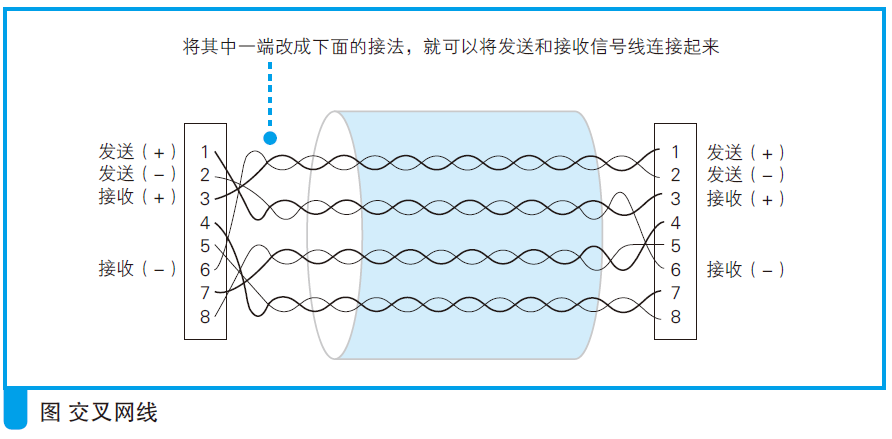 将其中一端改成下面的接法，就可以将发送和接收信号线连接起来
发送（+） 1 1 发送（+）
发送（-） 2 2 发送（-）
接收（+） 3 3 接收（+）
4 4
5 5
接收（-） 6 6 接收（-）
7 7
8 8
图 交叉网线